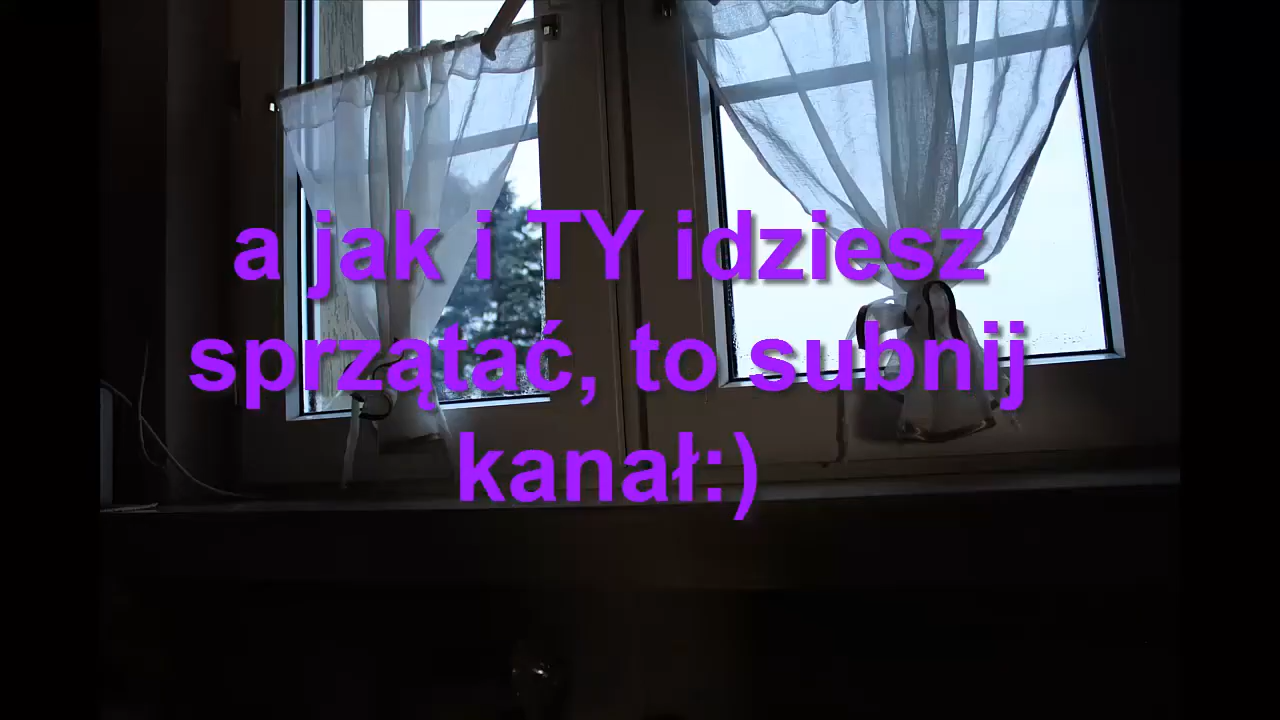 a jak i TY idziesz
sprzątać, to subnij
kanał:)